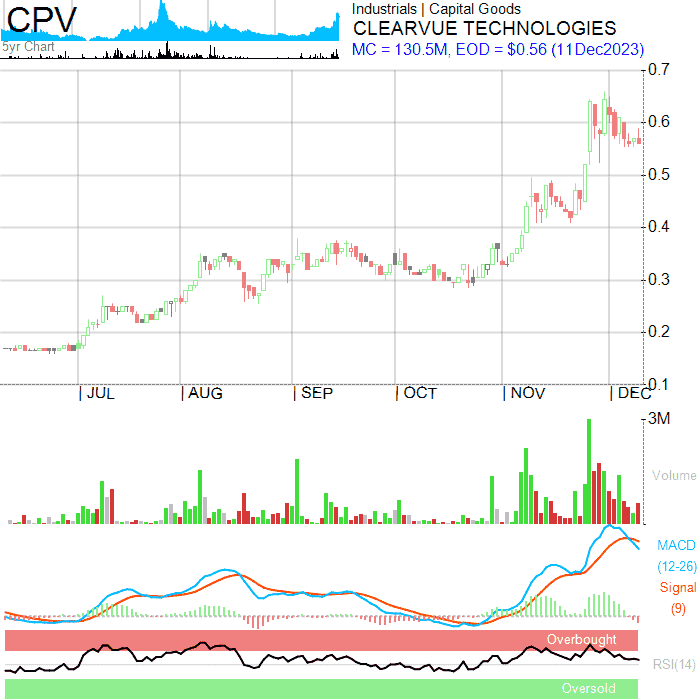 CPV
5yr Chart
Industrials | Capital Goods
CLEARVUE TECHNOLOGIES
MC = 130.5M, EOD = $0.56 (11Dec2023)
0.7
0.6
0.5
0.4
0.3
0.2
0.1
| JUL | AUG | SEP | OCT | NOV | DEC
3M
Volume
MACD
(12-26)
Signal
(9)
Overbought
RSI(14)
Oversold